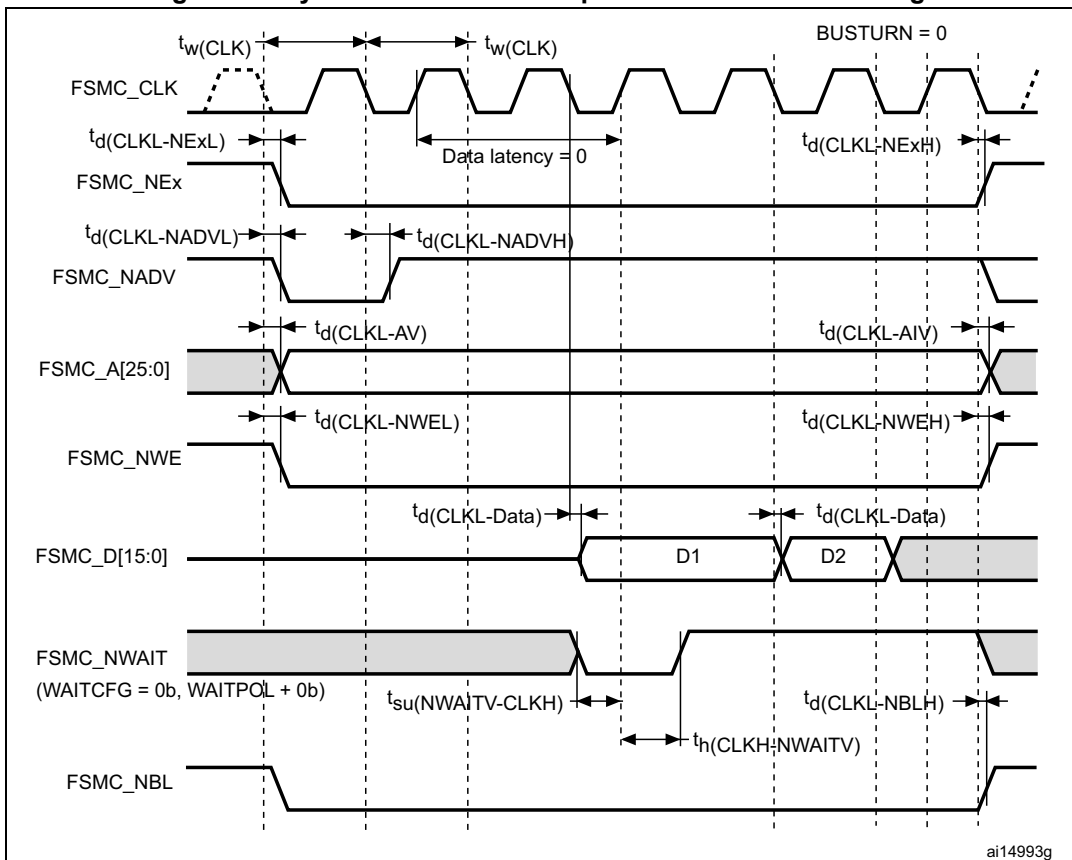 tw(CLK)
tw(CLK)
BUSTURN = 0
FSMC_CLK
td(CLKL-NExL)
Data latency = 0
td(CLKL-NExH)
FSMC_NEx
td(CLKL-NADVL)
td(CLKL-NADVH)
FSMC_NADV
td(CLKL-AV)
td(CLKL-AIV)
FSMC_A[25:0]
td(CLKL-NWEL)
td(CLKL-NWEH)
FSMC_NWE
td(CLKL-Data)
td(CLKL-Data)
FSMC_D[15:0]
D1
D2
FSMC_NWAIT
(WAITCFG = 0b, WAITPOL + 0b)
tsu(NWAITV-CLKH)
td(CLKL-NBLH)
th(CLKH-NWAITV)
FSMC_NBL
ai14993g